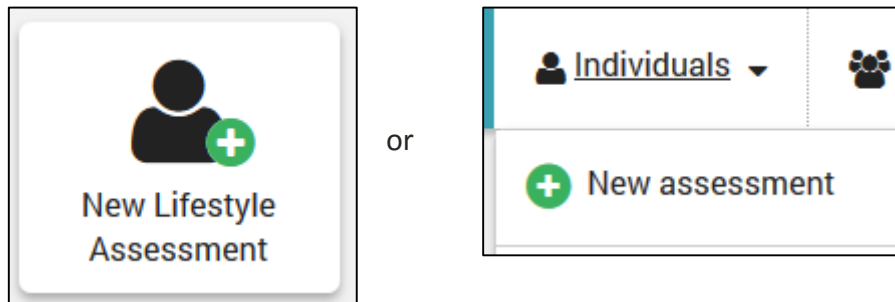 New Lifestyle
Assessment
or
Individuals
New assessment